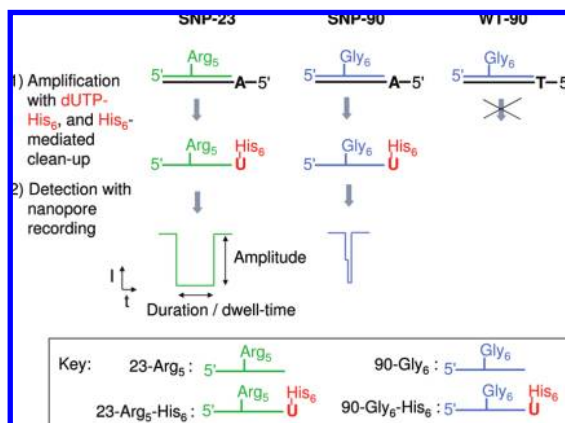 SNP-23 SNP-90 WT-90
Arg5 Gly6 Gly6
5' A–5' 5' A–5' 5' T–5'
1) Amplification
with dUTP-
His6, and His6-
mediated
clean-up
Arg5 His6 Gly6 His6
5' U 5' U
2) Detection with
nanopore
recording
Amplitude
I
t
Duration / dwell-time
Key: 23-Arg5: 5' Arg5 90-Gly6: 5' Gly6
23-Arg5-His6: 5' Arg5 His6 U 90-Gly6-His6: 5' Gly6 His6 U